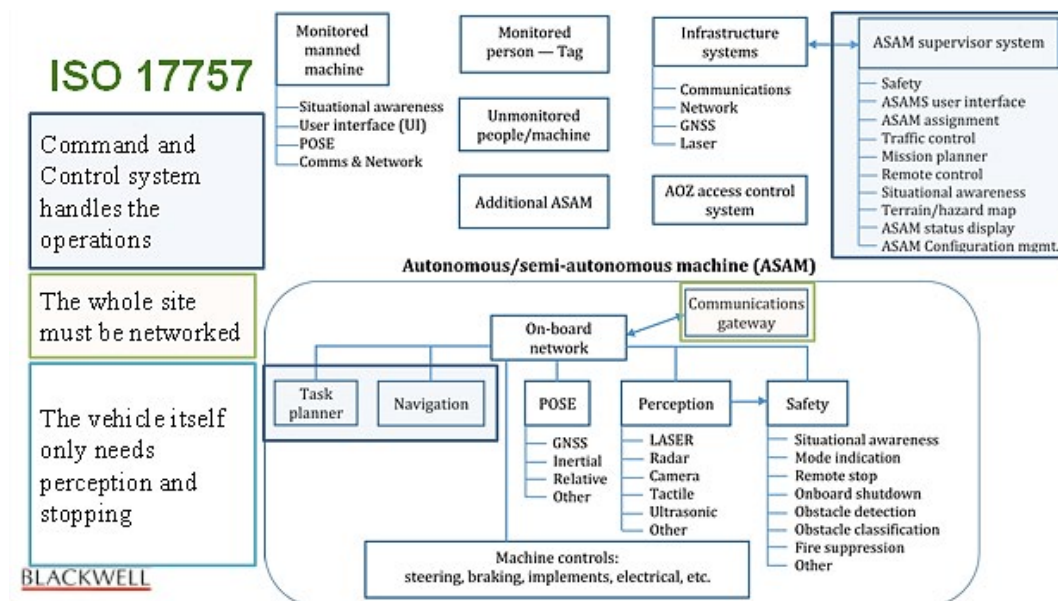 ISO 17757
Command and
Control system
handles the
operations
The whole site
must be networked
The vehicle itself
only needs
perception and
stopping
BLACKWELL
Monitored
manned
machine
Situational awareness
User interface (UI)
POSE
Comms & Network
Monitored
person — Tag
Unmonitored
people/machine
Additional ASAM
Infrastructure
systems
Communications
Network
GNSS
Laser
AOZ access control
system
ASAM supervisor system
Safety
ASAMS user interface
ASAM assignment
Traffic control
Mission planner
Remote control
Situational awareness
Terrain/hazard map
ASAM status display
ASAM Configuration mgmt.
Autonomous/semi-autonomous machine (ASAM)
Communications
gateway
On-board
network
Task
planner
Navigation
POSE
GNSS
Inertial
Relative
Other
Perception
LASER
Radar
Camera
Tactile
Ultrasonic
Other
Safety
Situational awareness
Mode indication
Remote stop
Onboard shutdown
Obstacle detection
Obstacle classification
Fire suppression
Other
Machine controls:
steering, braking, implements, electrical, etc.